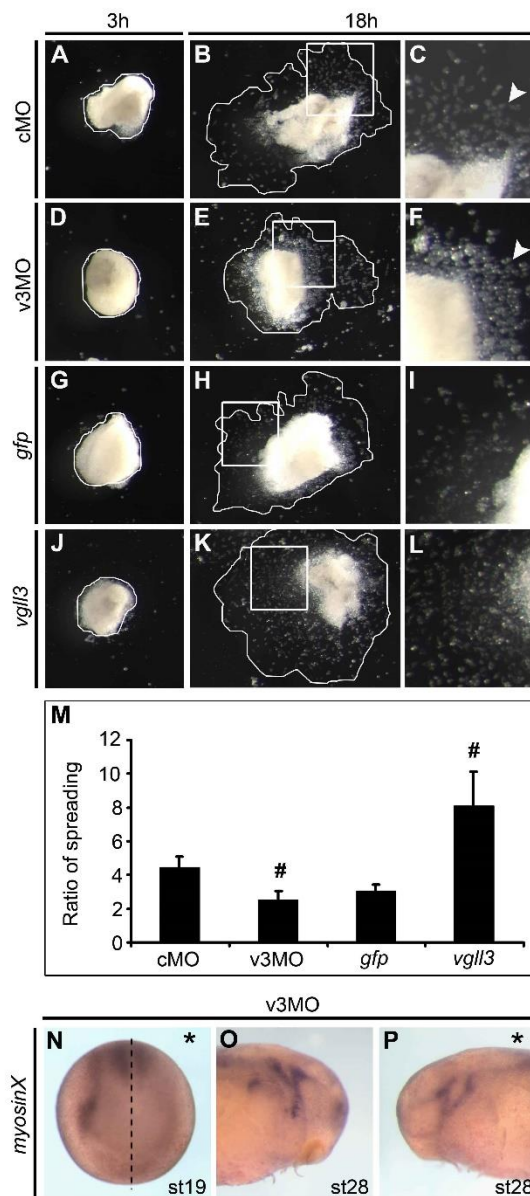 3h 18h
cMO A B C
v3MO D E F
gfp G H I
vgll3 J K L
M
Ratio of spreading
12
10
8
6
4
2
0
#
#
cMO v3MO gfp vgll3
v3MO
myosinX
N * O P *
st19 st28 st28